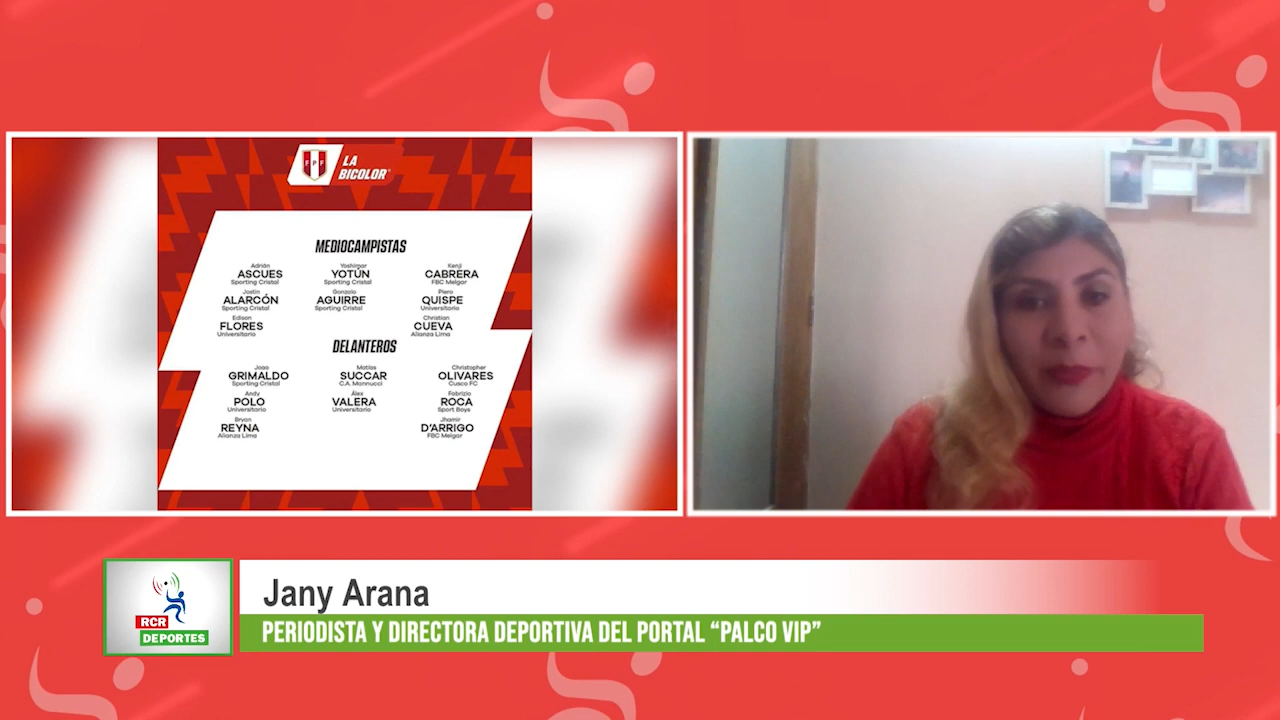 FPF
LA
BICOLOR
MEDIOCAMPISTAS
Adrián
ASCUES
Sporting Cristal
Yoshimar
YOTÚN
Sporting Cristal
Kenji
CABRERA
FBC Melgar
Jostin
ALARCÓN
Sporting Cristal
Gonzalo
AGUIRRE
Sporting Cristal
Piero
QUISPE
Universitario
Edison
FLORES
Universitario
Christian
CUEVA
Alianza Lima
DELANTEROS
Joao
GRIMALDO
Sporting Cristal
Matías
SUCCAR
C.A. Mannucci
Christopher
OLIVARES
Cusco FC
Andy
POLO
Universitario
Álex
VALERA
Universitario
Fabrizio
ROCA
Sport Boys
Bryan
REYNA
Alianza Lima
Jhamir
D'ARRIGO
FBC Melgar
RCR
DEPORTES
Jany Arana
PERIODISTA Y DIRECTORA DEPORTIVA DEL PORTAL “PALCO VIP”